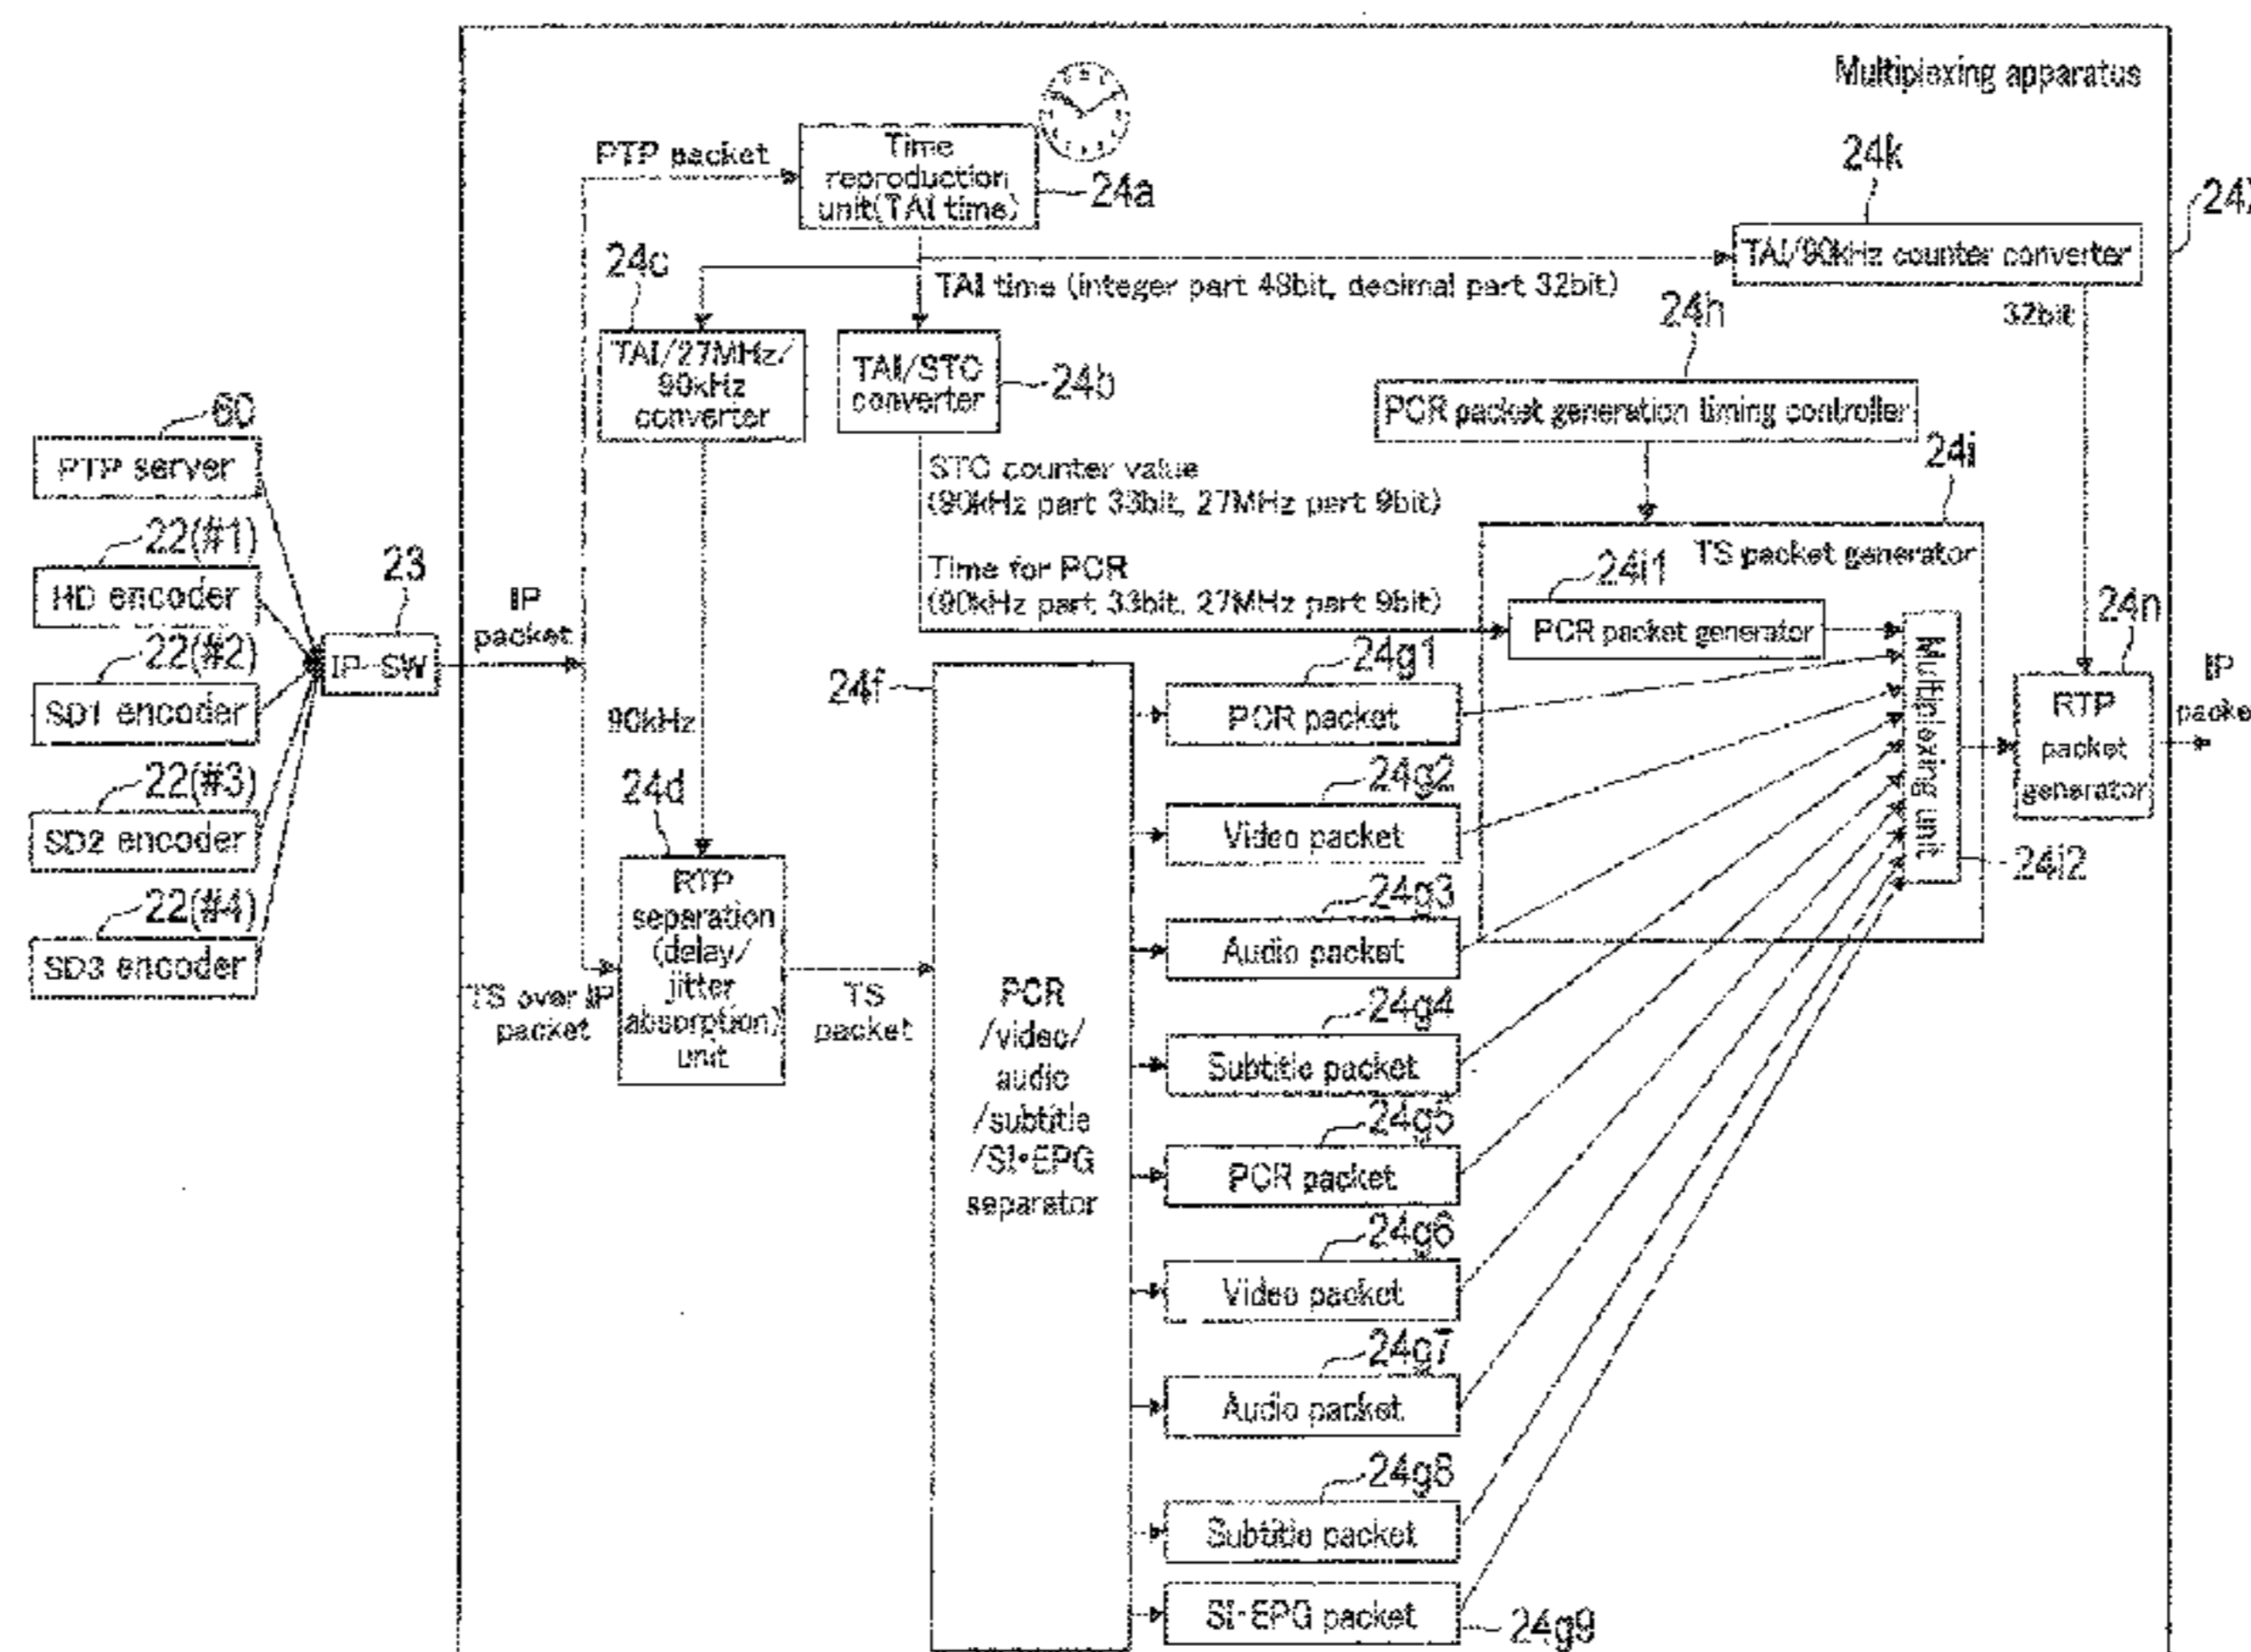 Multiplexing apparatus
PTP packet
Time
reproduction
unit(TAI time)
24a
24k
TAI/90kHz counter converter
24c
TAI time (integer part 48bit, decimal part 32bit)
32bit
24h
TAI/27MHz/
90kHz
converter
TAI/STC
converter
24b
PCR packet generation timing controller
60
PTP server
STC counter value
(90kHz part 33bit, 27MHz part 9bit)
24i
TS packet generator
22(#1)
HD encoder
23
IP-SW
IP
packet
Time for PCR
(90kHz part 33bit, 27MHz part 9bit)
24i1
PCR packet generator
24n
22(#2)
SD1 encoder
90kHz
24f
24g1
PCR packet
Multiplexing unit
RTP
packet
generator
IP
22(#3)
SD2 encoder
24d
24g2
Video packet
24i2
22(#4)
SD3 encoder
RTP
separation
(delay/
jitter
absorption)
unit
TS over IP
packet
TS
packet
PCR
/video/
audio
/subtitle
/SI•EPG
separator
24g3
Audio packet
24g4
Subtitle packet
24g5
PCR packet
24g6
Video packet
24g7
Audio packet
24g8
Subtitle packet
SI•EPG packet
24g9